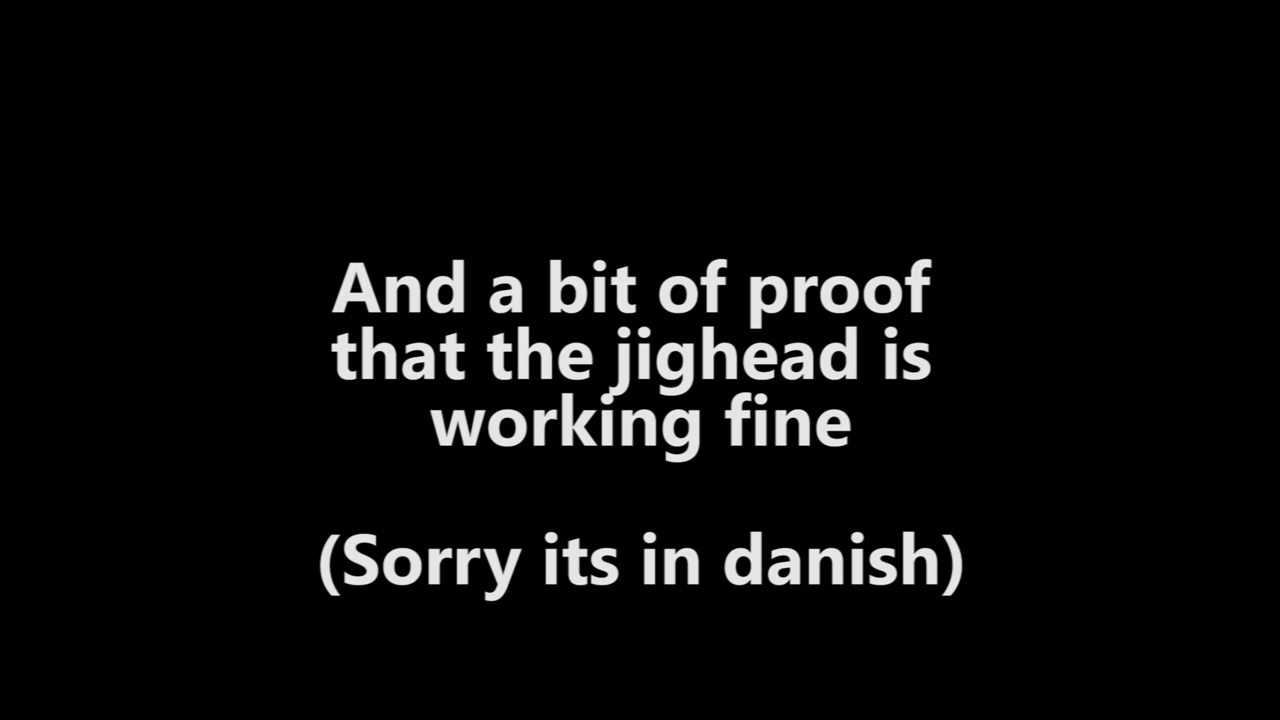 And a bit of proof
that the jighead is
working fine
(Sorry its in danish)